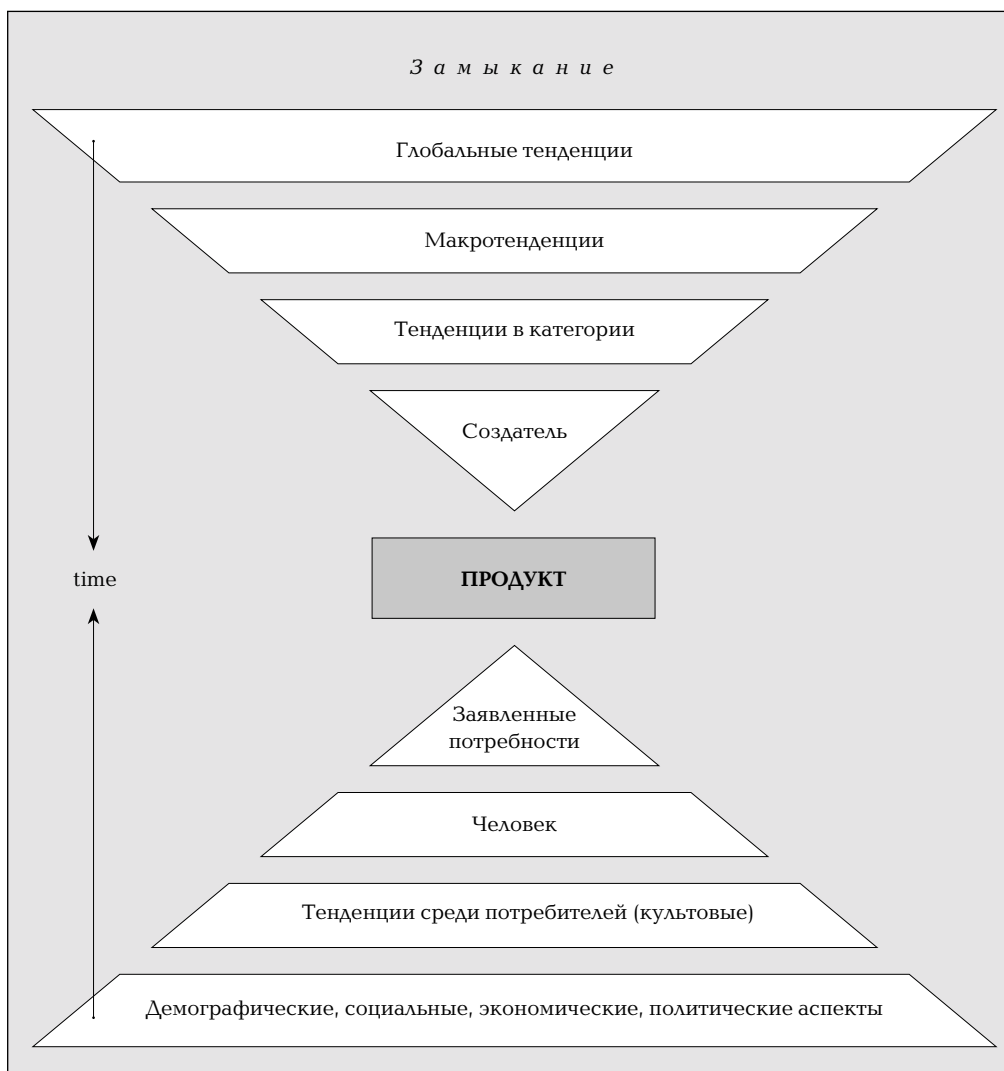 Замыкание
Глобальные тенденции
Макротенденции
Тенденции в категории
Создатель
time
ПРОДУКТ
Заявленные
потребности
Человек
Тенденции среди потребителей (культовые)
Демографические, социальные, экономические, политические аспекты